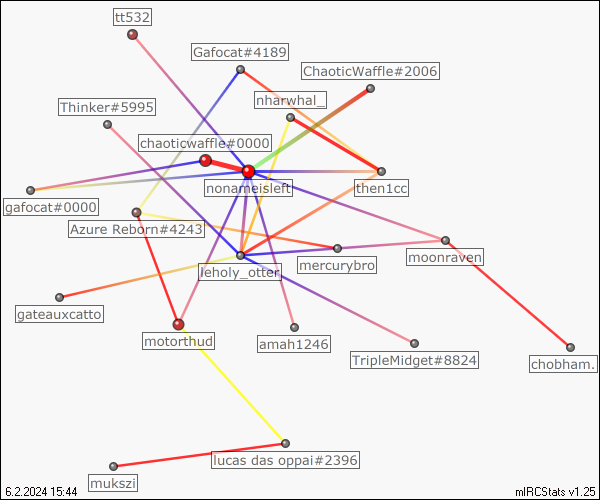 tt532
Gafocat#4189
ChaoticWaffle#2006
Thinker#5995
nharwhal_
chaoticwaffle#0000
nonameisleft
then1cc
gafocat#0000
Azure Reborn#4243
moonraven
leholy_otter
mercurybro
gateauxcatto
motorthud
amah1246
TripleMidget#8824
chobham.
lucas das oppai#2396
mukszi
6.2.2024 15:44
mIRCStats v1.25